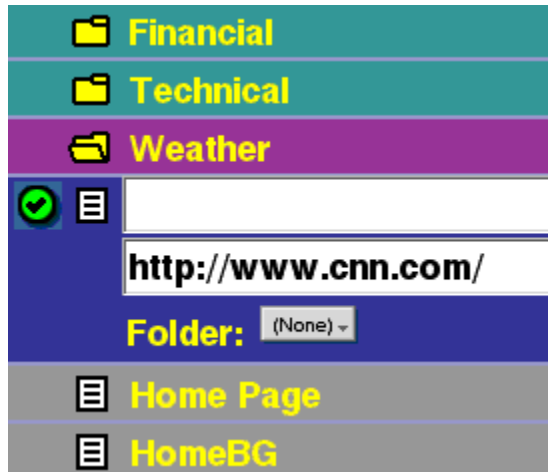 Financial
Technical
Weather
http://www.cnn.com/
Folder: (None)
Home Page
HomeBG